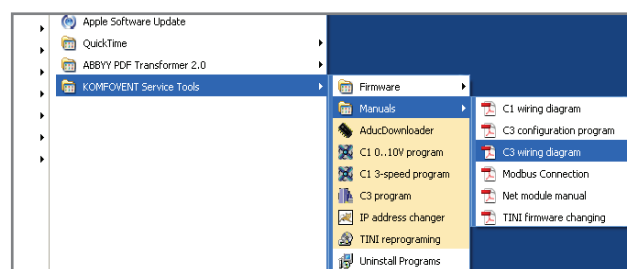 Apple Software Update
QuickTime
ABBYY PDF Transformer 2.0
KOMFOVENT Service Tools
Firmware
Manuals
AducDownloader
C1 0..10V program
C1 3-speed program
C3 program
IP address changer
TINI reprograming
Uninstall Programs
C1 wiring diagram
C3 configuration program
C3 wiring diagram
Modbus Connection
Net module manual
TINI firmware changing